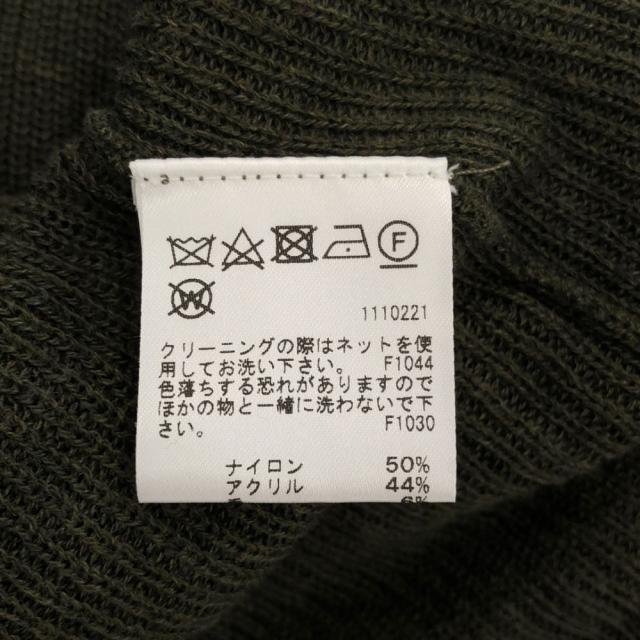 F
W
1110221
クリーニングの際はネットを使
用してお洗い下さい。 F1044
色落ちする恐れがありますので
ほかの物と一緒に洗わないで下
さい。 F1030
ナイロン 50%
アクリル 44%
6%